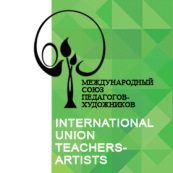 МЕЖДУНАРОДНЫЙ
СОЮЗ
ПЕДАГОГОВ-
ХУДОЖНИКОВ
INTERNATIONAL
UNION
TEACHERS-
ARTISTS